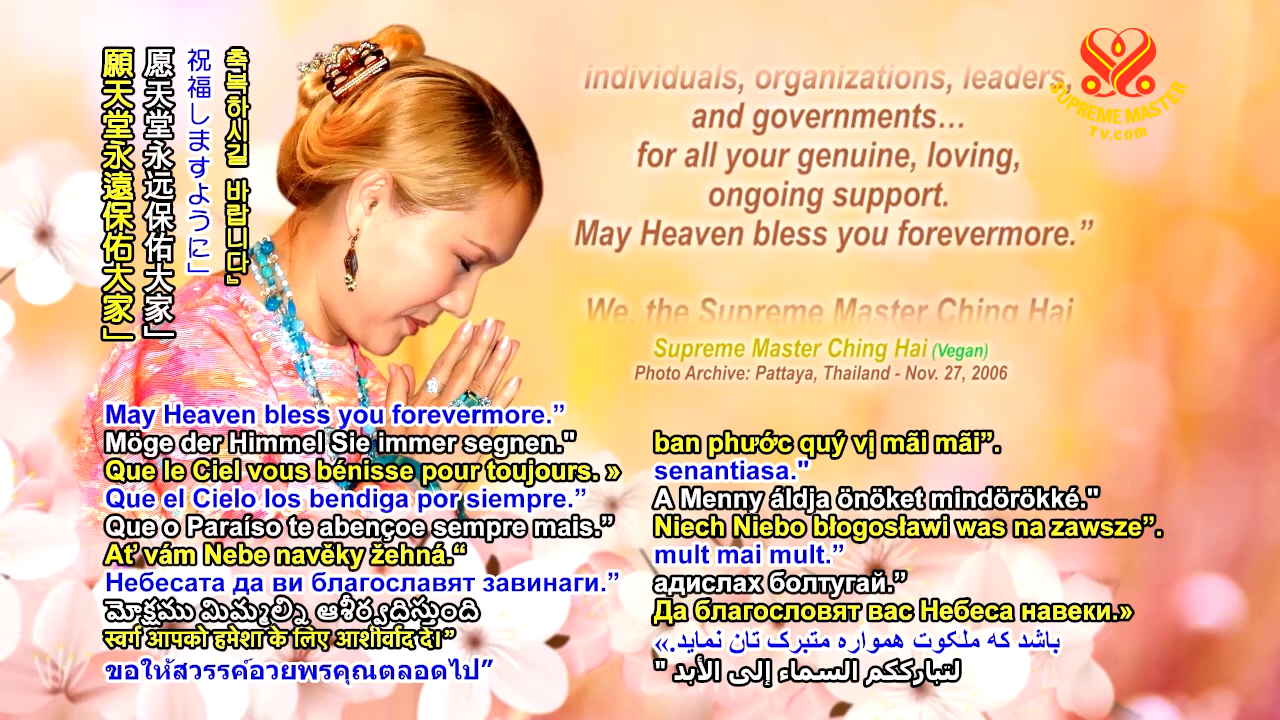 願天堂永遠保佑大家」
愿天堂永远保佑大家」
祝福しますように」
축복하시길 바랍니다』
individuals, organizations, leaders,
and governments…
for all your genuine, loving,
ongoing support.
May Heaven bless you forevermore.”
We, the Supreme Master Ching Hai
SUPREME MASTER
TV.com
Supreme Master Ching Hai (Vegan)
Photo Archive: Pattaya, Thailand - Nov. 27, 2006
May Heaven bless you forevermore.”
Möge der Himmel Sie immer segnen."
Que le Ciel vous bénisse pour toujours. »
Que el Cielo los bendiga por siempre.”
Que o Paraíso te abençoe sempre mais.”
Ať vám Nebe navěky žehná.“
Небесата да ви благославят завинаги.”
మోక్షము మిమ్మల్ని ఆశీర్వదిస్తుంది
स्वर्ग आपको हमेशा के लिए आशीर्वाद दे।”
ขอให้สวรรค์อวยพรคุณตลอดไป”
ban phước quý vị mãi mãi”.
senantiasa."
A Menny áldja önöket mindörökké."
Niech Niebo błogosławi was na zawsze”.
mult mai mult.”
адислах болтугай.”
Да благословят вас Небеса навеки.»
باشد که ملکوت همواره متبرک تان نماید.»
لتبارككم السماء إلى الأبد "